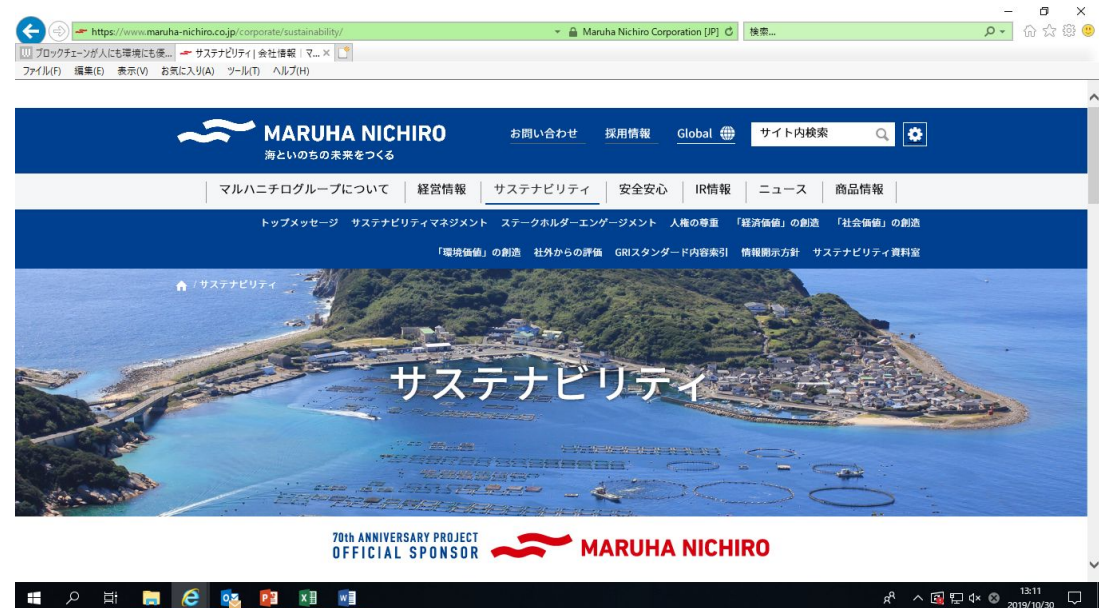 https://www.maruha-nichiro.co.jp/corporate/sustainability/
Maruha Nichiro Corporation [JP]
検索...
ブロックチェーンが人にも環境にも優...
サステナビリティ | 会社情報 | マ...
ファイル(F) 編集(E) 表示(V) お気に入り(A) ツール(T) ヘルプ(H)
MARUHA NICHIRO
海といのちの未来をつくる
お問い合わせ 採用情報 Global サイト内検索
マルハニチログループについて 経営情報 サステナビリティ 安全安心 IR情報 ニュース 商品情報
トップメッセージ サステナビリティマネジメント ステークホルダーエンゲージメント 人権の尊重 「経済価値」の創造 「社会価値」の創造
「環境価値」の創造 社外からの評価 GRIスタンダード内容索引 情報開示方針 サステナビリティ資料室
/ サステナビリティ
サステナビリティ
70th ANNIVERSARY PROJECT
OFFICIAL SPONSOR
MARUHA NICHIRO
13:11
2019/10/30